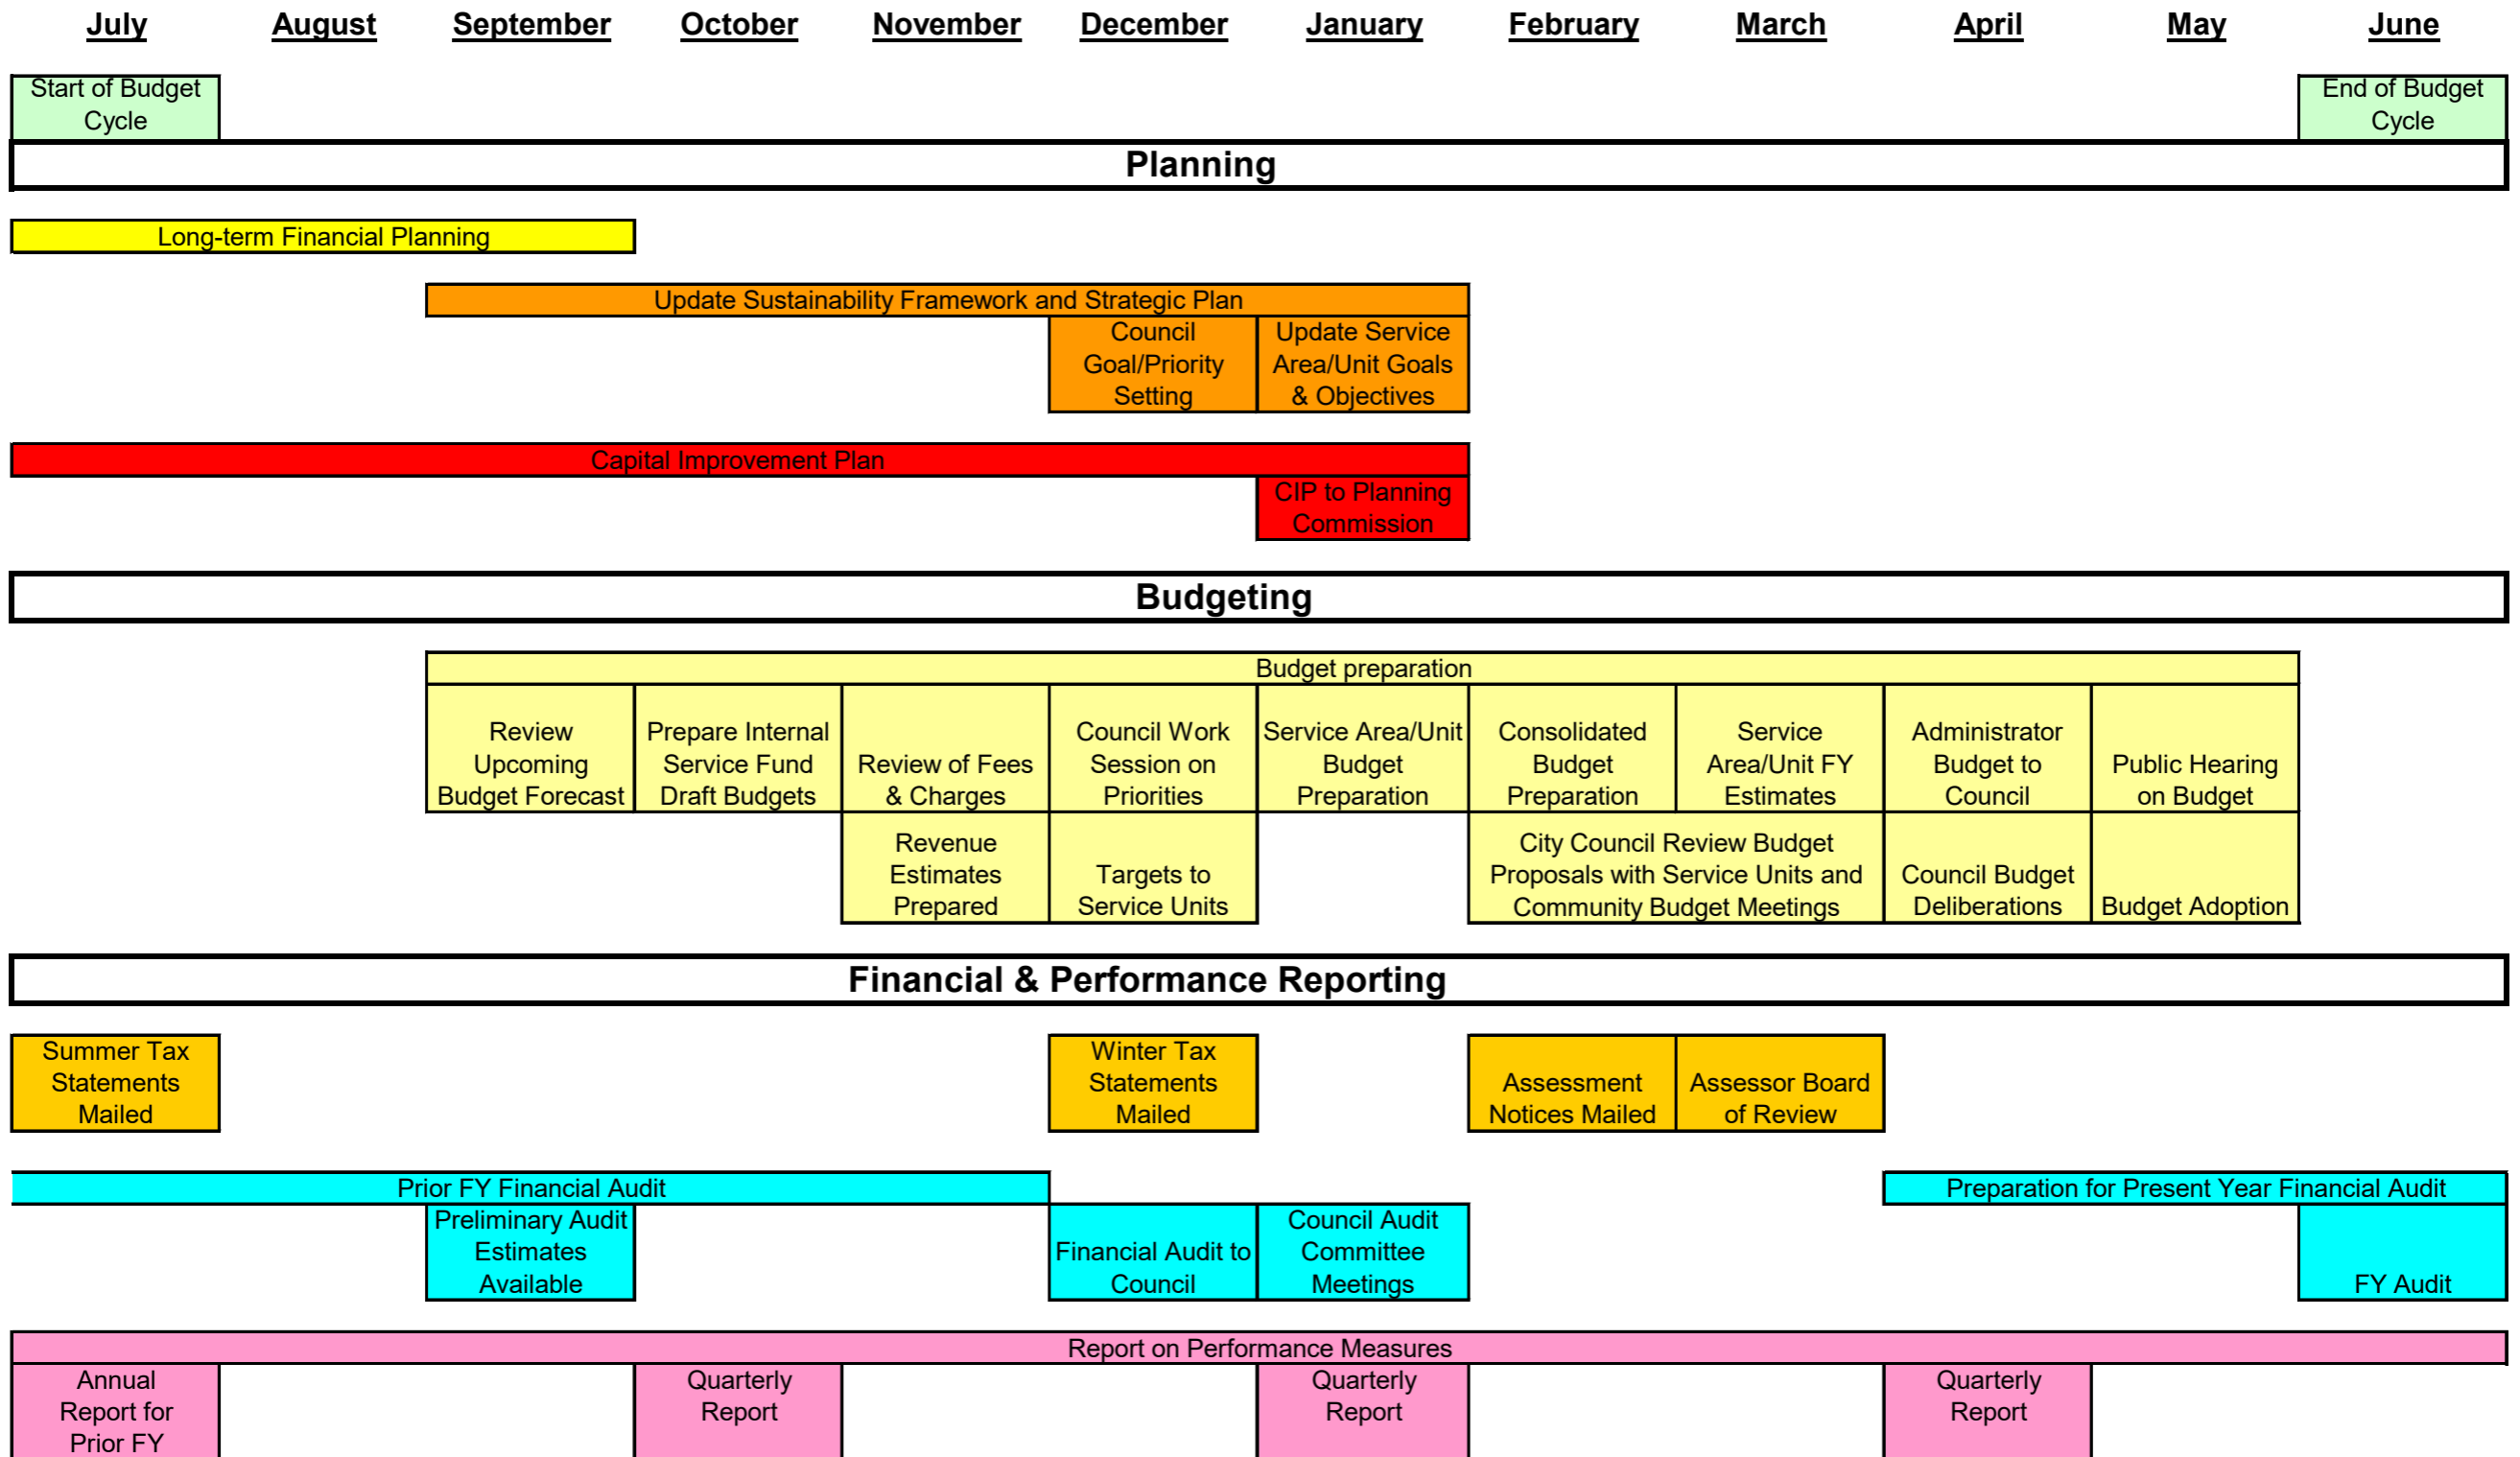 July August September October November December January February March April May June
Start of Budget
Cycle
End of Budget
Cycle
Planning
Long-term Financial Planning
Update Sustainability Framework and Strategic Plan
Council
Goal/Priority
Setting
Update Service
Area/Unit Goals
& Objectives
Capital Improvement Plan
CIP to Planning
Commission
Budgeting
Budget preparation
Review
Upcoming
Budget Forecast
Prepare Internal
Service Fund
Draft Budgets
Review of Fees
& Charges
Council Work
Session on
Priorities
Service Area/Unit
Budget
Preparation
Consolidated
Budget
Preparation
Service
Area/Unit FY
Estimates
Administrator
Budget to
Council
Public Hearing
on Budget
Revenue
Estimates
Prepared
Targets to
Service Units
City Council Review Budget
Proposals with Service Units and
Community Budget Meetings
Council Budget
Deliberations
Budget Adoption
Financial & Performance Reporting
Summer Tax
Statements
Mailed
Winter Tax
Statements
Mailed
Assessment
Notices Mailed
Assessor Board
of Review
Prior FY Financial Audit
Preparation for Present Year Financial Audit
Preliminary Audit
Estimates
Available
Financial Audit to
Council
Council Audit
Committee
Meetings
FY Audit
Report on Performance Measures
Annual
Report for
Prior FY
Quarterly
Report
Quarterly
Report
Quarterly
Report